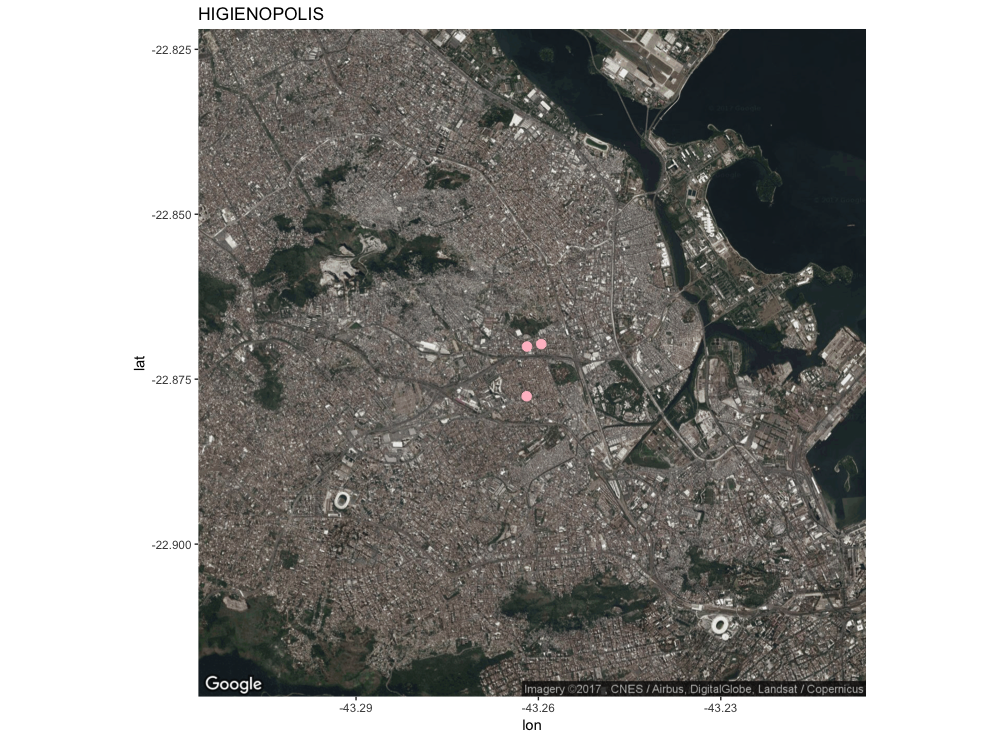 HIGIENOPOLIS
-22.825
-22.850
-22.875
-22.900
lat
Google
Imagery ©2017 , CNES / Airbus, DigitalGlobe, Landsat / Copernicus
-43.29
-43.26
-43.23
lon